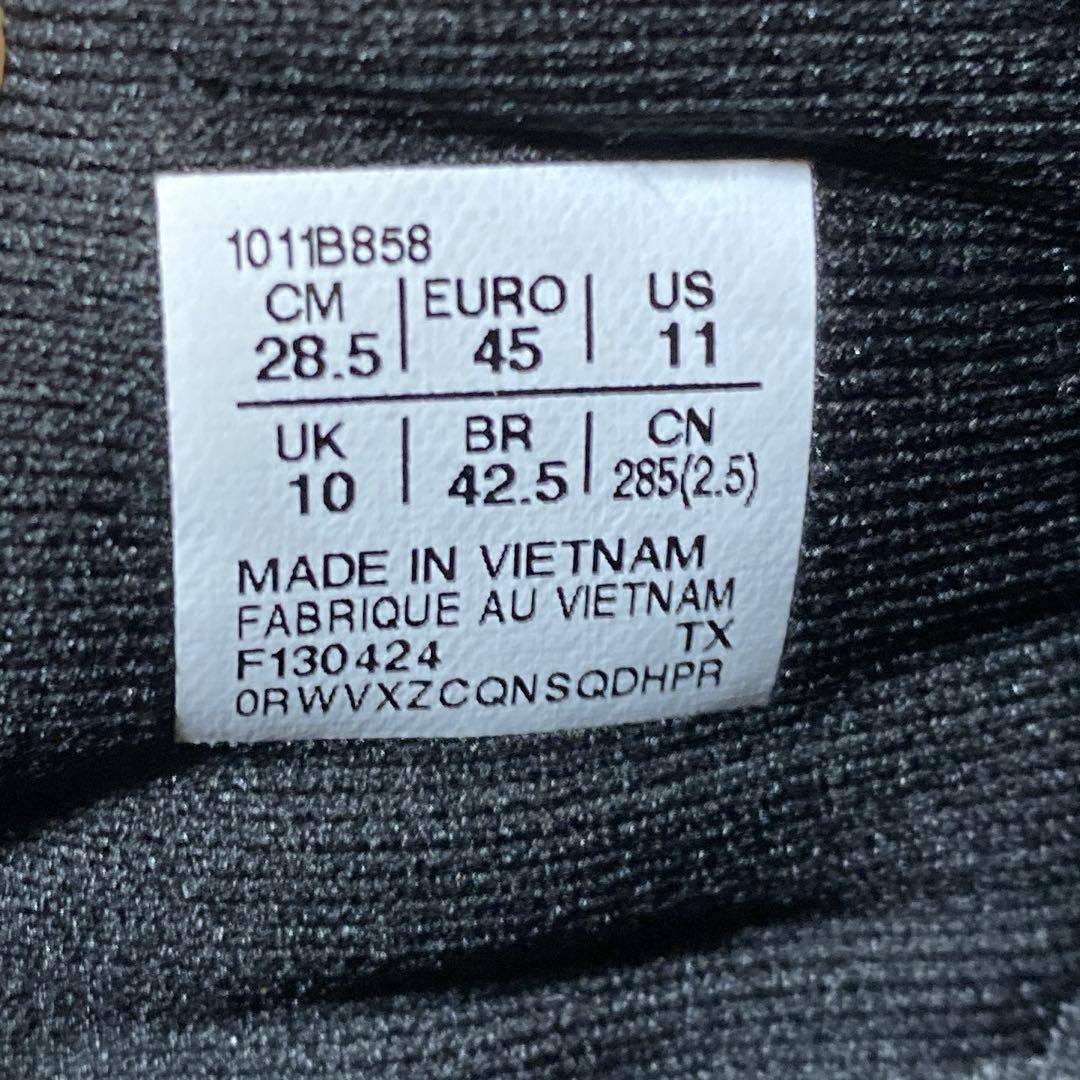 1011B858
CM | EURO | US
28.5 | 45 | 11
UK | BR | CN
10 | 42.5 | 285(2.5)
MADE IN VIETNAM
FABRIQUE AU VIETNAM
F130424 TX
0RWVXZCQNSQDHPR